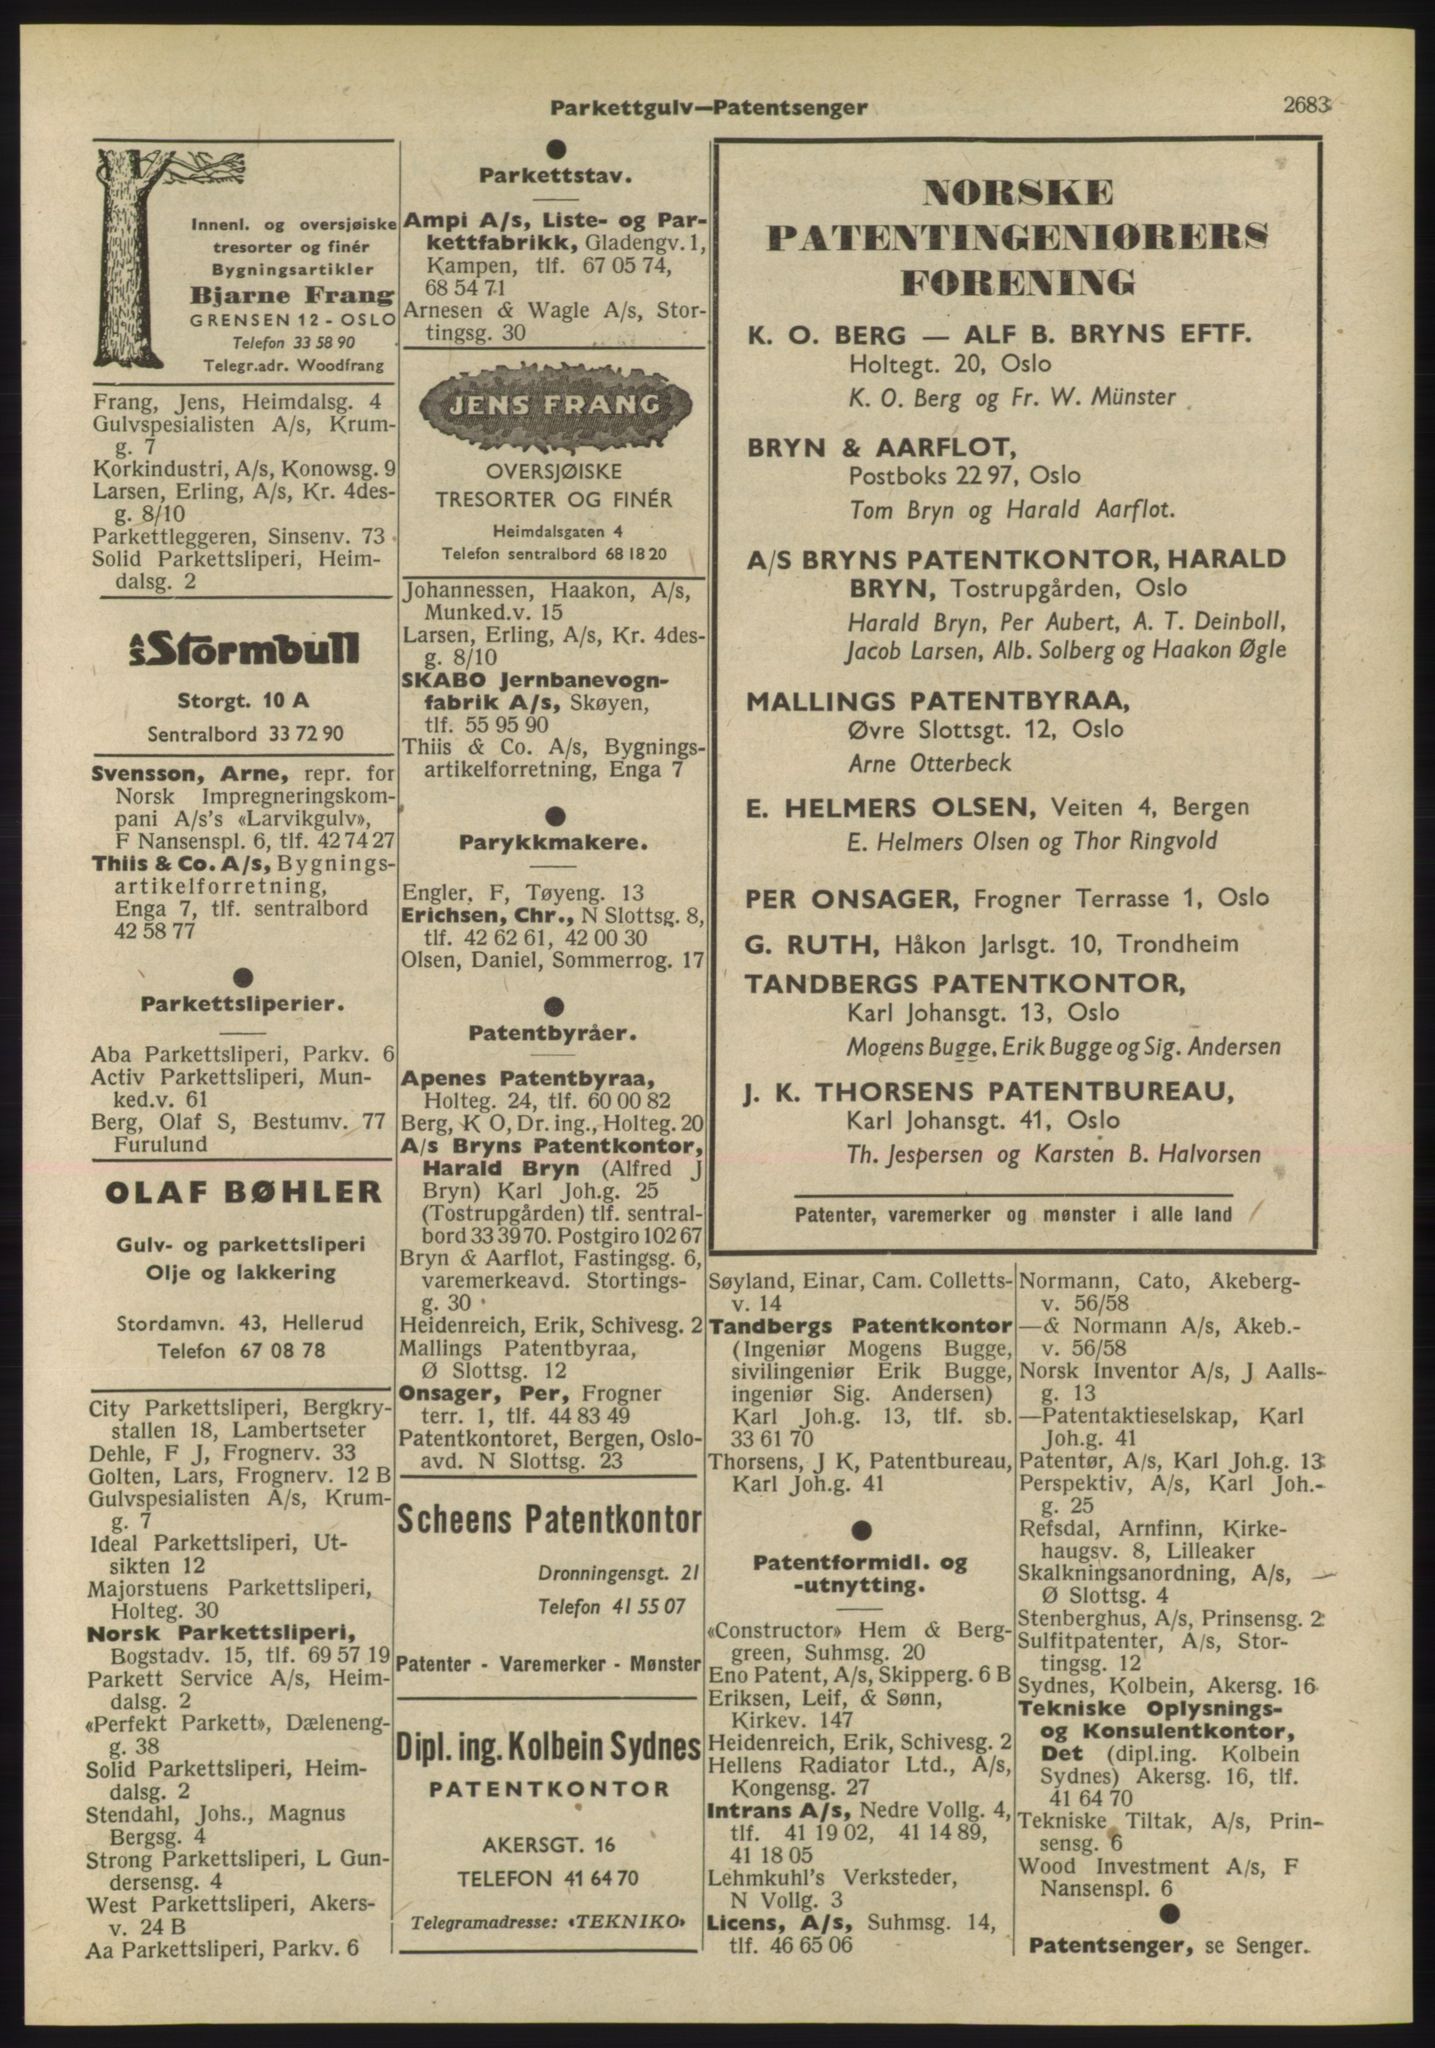 Parkettgulv—Patentsenger
2683
Innenl. og oversjøiske
tresorter og finér
Bygningsartikler
Bjarne Frang
GRENSEN 12 - OSLO
Telefon 33 58 90
Telegr.adr. Woodfrang
Frang, Jens, Heimdalsg. 4
Gulvspesialisten A/s, Krum-
g. 7
Korkindustri, A/s, Konowsg. 9
Larsen, Erling, A/s, Kr. 4des-
g. 8/10
Parkettleggeren, Sinsenv. 73
Solid Parkettsliperi, Heim-
dalsg. 2
A/S Stormbull
Storgt. 10 A
Sentralbord 33 72 90
Svensson, Arne, repr. for
Norsk Impregneringskom-
pani A/s's «Larvikgulv»,
F Nansenspl. 6, tlf. 42 74 27
Thiis & Co. A/s, Bygnings-
artikelforretning,
Enga 7, tlf. sentralbord
42 58 77
Parkettsliperier.
Aba Parkettsliperi, Parkv. 6
Activ Parkettsliperi, Mun-
ked.v. 61
Berg, Olaf S, Bestumv. 77
Furulund
OLAF BØHLER
Gulv- og parkettsliperi
Olje og lakkering
Stordamvn. 43, Hellerud
Telefon 67 08 78
City Parkettsliperi, Bergkry-
stallen 18, Lambertseter
Dehle, F J, Frognerv. 33
Golten, Lars, Frognerv. 12 B
Gulvspesialisten A/s, Krum-
g. 7
Ideal Parkettsliperi, Ut-
sikten 12
Majorstuens Parkettsliperi,
Holteg. 30
Norsk Parkettsliperi,
Bogstadv. 15, tlf. 69 57 19
Parkett Service A/s, Heim-
dalsg. 2
«Perfekt Parkett», Dæleneng-
g. 38
Solid Parkettsliperi, Heim-
dalsg. 2
Stendahl, Johs., Magnus
Bergsg. 4
Strong Parkettsliperi, L Gun-
dersensg. 4
West Parkettsliperi, Akers-
v. 24 B
Aa Parkettsliperi, Parkv. 6
Parkettstav.
Ampi A/s, Liste- og Par-
kettfabrikk, Gladengv. 1,
Kampen, tlf. 67 05 74,
68 54 71
Arnesen & Wagle A/s, Stor-
tingsg. 30
JENS FRANG
OVERSJØISKE
TRESORTER OG FINÉR
Heimdalsgaten 4
Telefon sentralbord 68 18 20
Johannessen, Haakon, A/s,
Munked.v. 15
Larsen, Erling, A/s, Kr. 4des-
g. 8/10
SKABO Jernbanevogn-
fabrik A/s, Skøyen,
tlf. 55 95 90
Thiis & Co. A/s, Bygnings-
artikelforretning, Enga 7
Parykkmakere.
Engler, F, Tøyeng. 13
Erichsen, Chr., N Slottsg. 8,
tlf. 42 62 61, 42 00 30
Olsen, Daniel, Sommerrog. 17
Patentbyråer.
Apenes Patentbyraa,
Holteg. 24, tlf. 60 00 82
Berg, K O, Dr. ing., Holteg. 20
A/s Bryns Patentkontor,
Harald Bryn (Alfred J
Bryn) Karl Joh.g. 25
(Tostrupgården) tlf. sentral-
bord 33 39 70. Postgiro 102 67
Bryn & Aarflot, Fastingsg. 6,
varemerkeavd. Stortings-
g. 30
Heidenreich, Erik, Schivesg. 2
Mallings Patentbyraa,
Ø Slottsg. 12
Onsager, Per, Frogner
terr. 1, tlf. 44 83 49
Patentkontoret, Bergen, Oslo-
avd. N Slottsg. 23
Scheens Patentkontor
Dronningensgt. 21
Telefon 41 55 07
Patenter - Varemerker - Mønster
Dipl. ing. Kolbein Sydnes
PATENTKONTOR
AKERSGT. 16
TELEFON 41 64 70
Telegramadresse: «TEKNIKO»
NORSKE
PATENTINGENIØRERS
FORENING
K. O. BERG — ALF B. BRYNS EFTF.
Holtegt. 20, Oslo
K. O. Berg og Fr. W. Münster
BRYN & AARFLOT,
Postboks 22 97, Oslo
Tom Bryn og Harald Aarflot.
A/S BRYNS PATENTKONTOR, HARALD
BRYN, Tostrupgården, Oslo
Harald Bryn, Per Aubert, A. T. Deinboll,
Jacob Larsen, Alb. Solberg og Haakon Øgle
MALLINGS PATENTBYRAA,
Øvre Slottsgt. 12, Oslo
Arne Otterbeck
E. HELMERS OLSEN, Veiten 4, Bergen
E. Helmers Olsen og Thor Ringvold
PER ONSAGER, Frogner Terrasse 1, Oslo
G. RUTH, Håkon Jarlsgt. 10, Trondheim
TANDBERGS PATENTKONTOR,
Karl Johansgt. 13, Oslo
Mogens Bugge, Erik Bugge og Sig. Andersen
J. K. THORSENS PATENTBUREAU,
Karl Johansgt. 41, Oslo
Th. Jespersen og Karsten B. Halvorsen
Patenter, varemerker og mønster i alle land
Søyland, Einar, Cam. Colletts-
v. 14
Tandbergs Patentkontor
(Ingeniør Mogens Bugge,
sivilingeniør Erik Bugge,
ingeniør Sig. Andersen)
Karl Joh.g. 13, tlf. sb.
33 61 70
Thorsens, J K, Patentbureau,
Karl Joh.g. 41
Patentformidl. og
-utnytting.
«Constructor» Hem & Berg-
green, Suhmsg. 20
Eno Patent, A/s, Skipperg. 6 B
Eriksen, Leif, & Sønn,
Kirkev. 147
Heidenreich, Erik, Schivesg. 2
Hellens Radiator Ltd., A/s,
Kongensg. 27
Intrans A/s, Nedre Vollg. 4,
tlf. 41 19 02, 41 14 89,
41 18 05
Lehmkuhl's Verksteder,
N Vollg. 3
Licens, A/s, Suhmsg. 14,
tlf. 46 65 06
Normann, Cato, Åkeberg-
v. 56/58
—& Normann A/s, Åkeb.-
v. 56/58
Norsk Inventor A/s, J Aalls-
g. 13
—Patentaktieselskap, Karl
Joh.g. 41
Patentør, A/s, Karl Joh.g. 13
Perspektiv, A/s, Karl Joh.-
g. 25
Refsdal, Arnfinn, Kirke-
haugsv. 8, Lilleaker
Skalkningsanordning, A/s,
Ø Slottsg. 4
Stenberghus, A/s, Prinsensg. 2
Sulfitpatenter, A/s, Stor-
tingsg. 12
Sydnes, Kolbein, Akersg. 16
Tekniske Oplysnings-
og Konsulentkontor,
Det (dipl.ing. Kolbein
Sydnes) Akersg. 16, tlf.
41 64 70
Tekniske Tiltak, A/s, Prin-
sensg. 6
Wood Investment A/s, F
Nansenspl. 6
Patentsenger, se Senger.